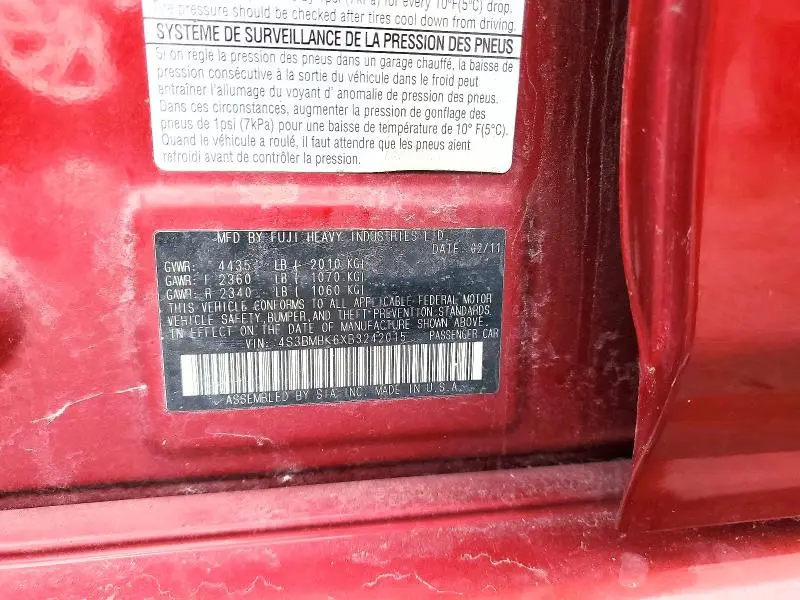 for every 10°F(5°C) drop.
pressure should be checked after tires cool down from driving.
SYSTÈME DE SURVEILLANCE DE LA PRESSION DES PNEUS
Si on règle la pression des pneus dans un garage chauffé, la baisse de
pression consécutive à la sortie du véhicule dans le froid peut
entraîner l'allumage du voyant d' anomalie de pression des pneus.
Dans ces circonstances, augmenter la pression de gonflage des
pneus de 1psi (7kPa) pour une baisse de température de 10° F(5°C).
Quand le véhicule a roulé, il faut attendre que les pneus aient
refroidi avant de contrôler la pression.
MFD BY FUJI HEAVY INDUSTRIES LTD.
DATE: 02/11
GVWR: 4435 LB ( 2010 KG)
GAWR: F 2360 LB ( 1070 KG)
GAWR: R 2340 LB ( 1060 KG)
THIS VEHICLE CONFORMS TO ALL APPLICABLE FEDERAL MOTOR
VEHICLE SAFETY, BUMPER, AND THEFT PREVENTION STANDARDS
IN EFFECT ON THE DATE OF MANUFACTURE SHOWN ABOVE.
VIN: 4S3BMBK6XB3242015 PASSENGER CAR
ASSEMBLED BY SIA, INC. MADE IN U.S.A.